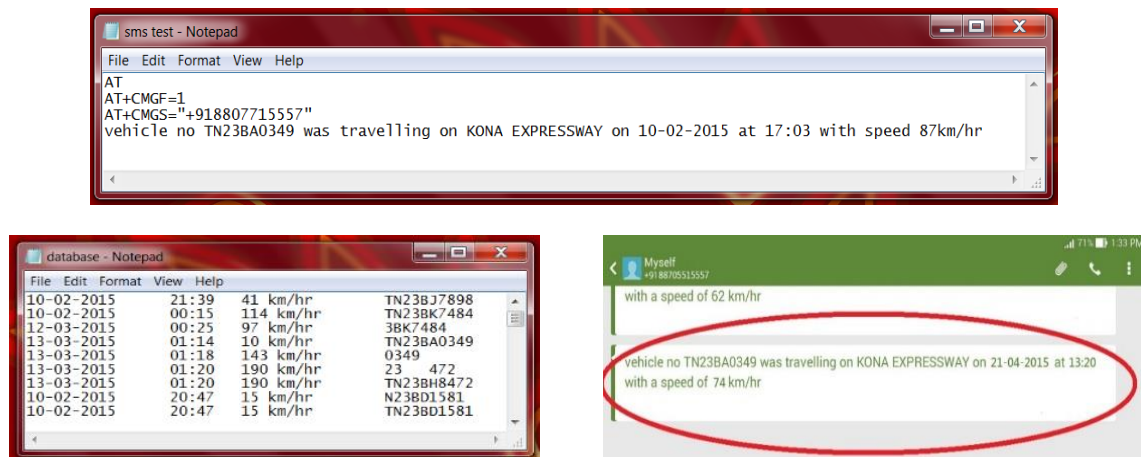 sms test - Notepad
File Edit Format View Help
AT
AT+CMGF=1
AT+CMGS="+918807715557"
vehicle no TN23BA0349 was travelling on KONA EXPRESSWAY on 10-02-2015 at 17:03 with speed 87km/hr
database - Notepad
File Edit Format View Help
10-02-2015 21:39 41 km/hr TN23BJ7898
10-02-2015 00:15 114 km/hr TN23BK7484
12-03-2015 00:25 97 km/hr 3BK7484
13-03-2015 01:14 10 km/hr TN23BA0349
13-03-2015 01:18 143 km/hr 0349
13-03-2015 01:20 190 km/hr 23 472
13-03-2015 01:20 190 km/hr TN23BH8472
10-02-2015 20:47 15 km/hr N23BD1581
10-02-2015 20:47 15 km/hr TN23BD1581
71% 1:33 PM
Myself
+9188705515557
with a speed of 62 km/hr
vehicle no TN23BA0349 was travelling on KONA EXPRESSWAY on 21-04-2015 at 13:20
with a speed of 74 km/hr